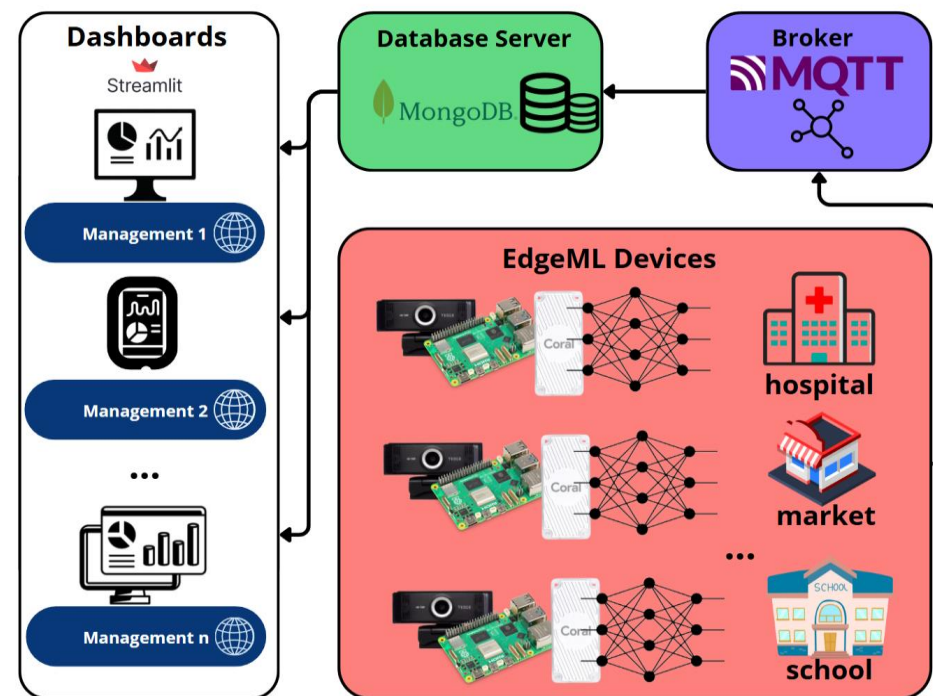 Dashboards
Streamlit
Management 1
Management 2
...
Management n
Database Server
MongoDB®
Broker
MQTT
EdgeML Devices
Coral
hospital
Coral
market
...
Coral
SCHOOL
school